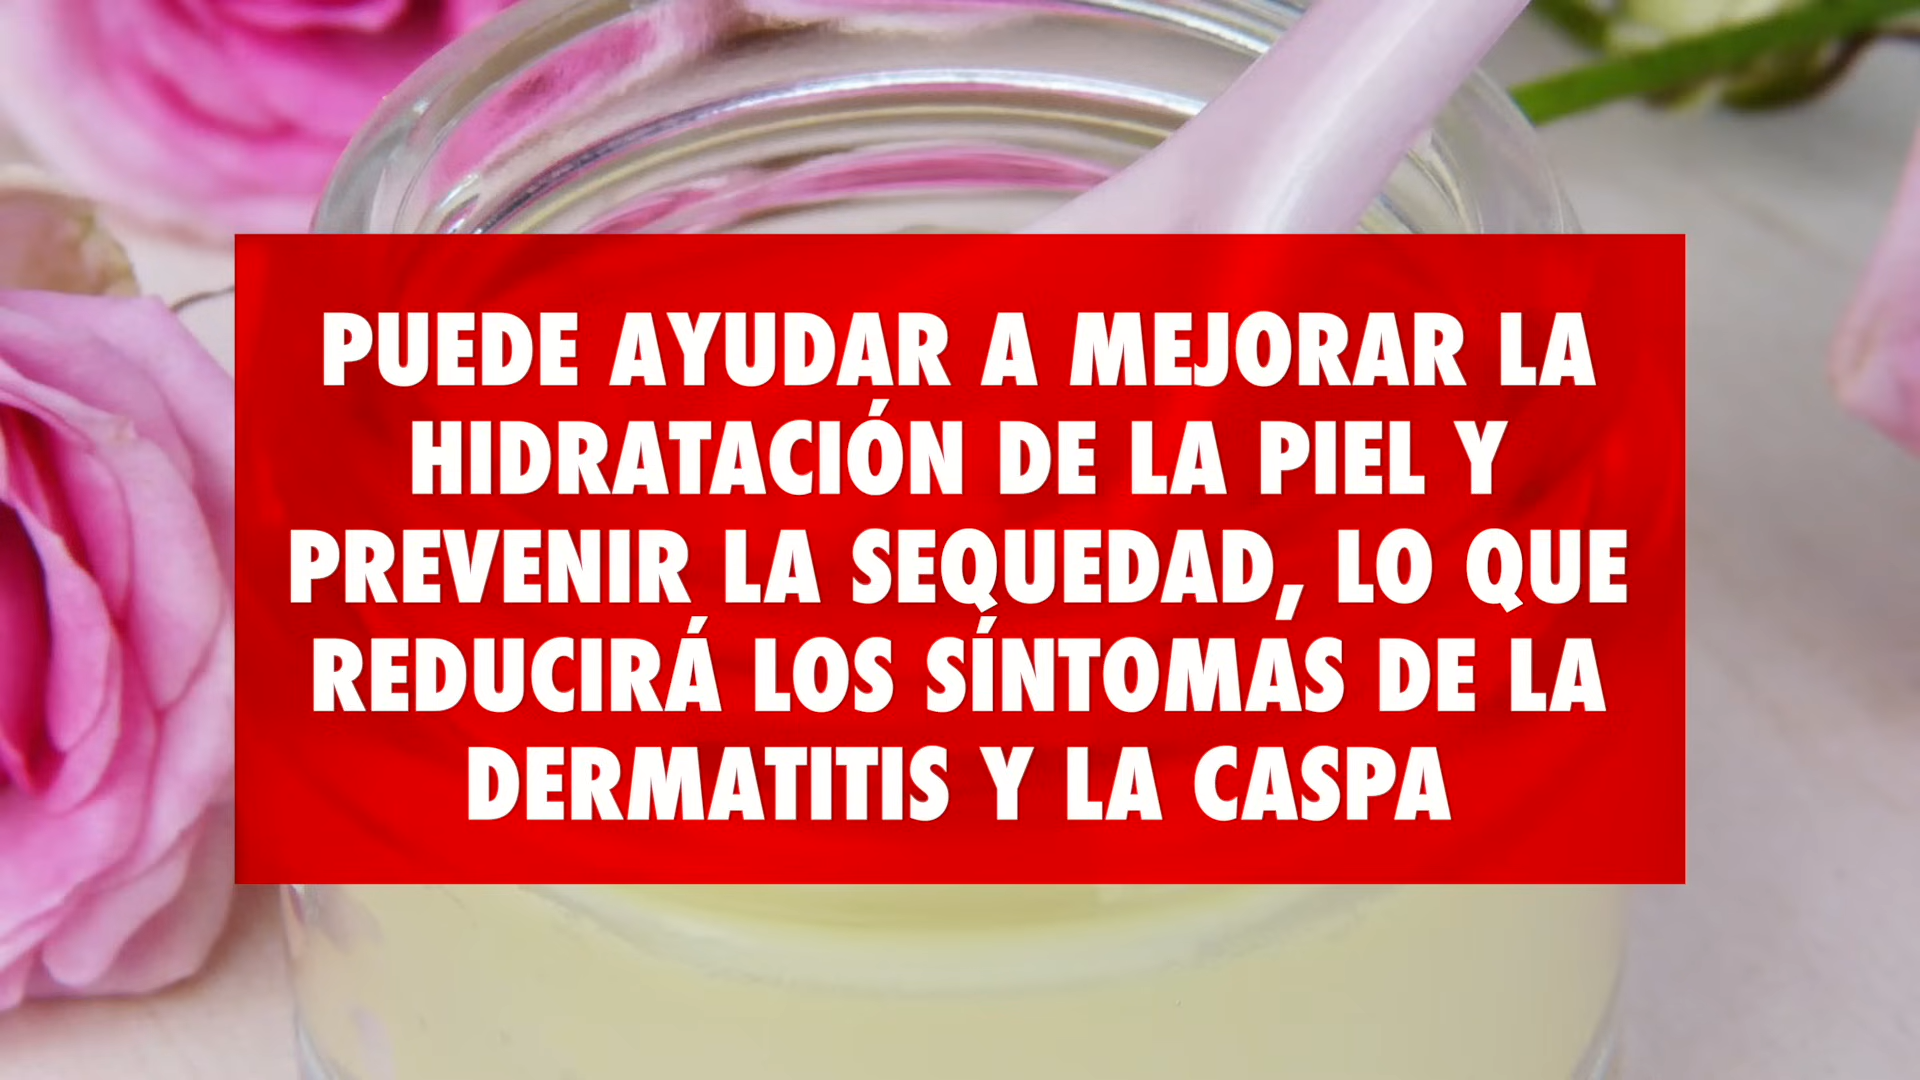 PUEDE AYUDAR A MEJORAR LA
HIDRATACIÓN DE LA PIEL Y
PREVENIR LA SEQUEDAD, LO QUE
REDUCIRÁ LOS SÍNTOMAS DE LA
DERMATITIS Y LA CASPA